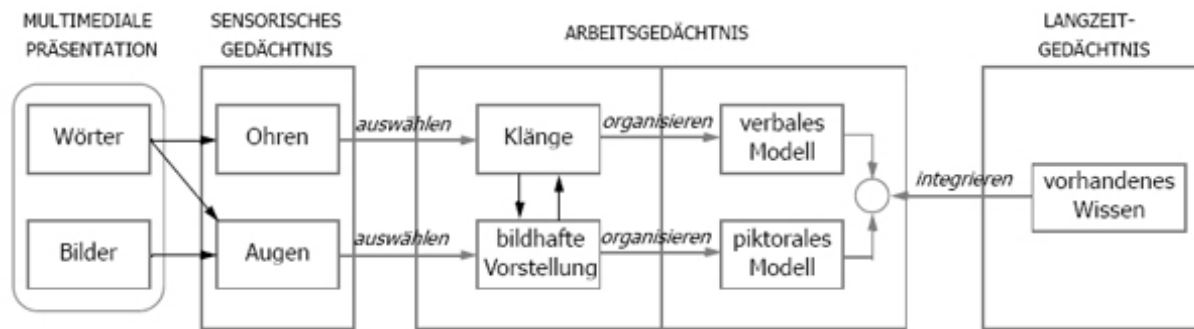 MULTIMEDIALE
PRÄSENTATION
SENSORISCHES
GEDÄCHTNIS
ARBEITSGEDÄCHTNIS
LANGZEIT-
GEDÄCHTNIS
Wörter
Ohren
auswählen
Klänge
organisieren
verbales
Modell
integrieren
vorhandenes
Wissen
Bilder
Augen
auswählen
bildhafte
Vorstellung
organisieren
piktorales
Modell